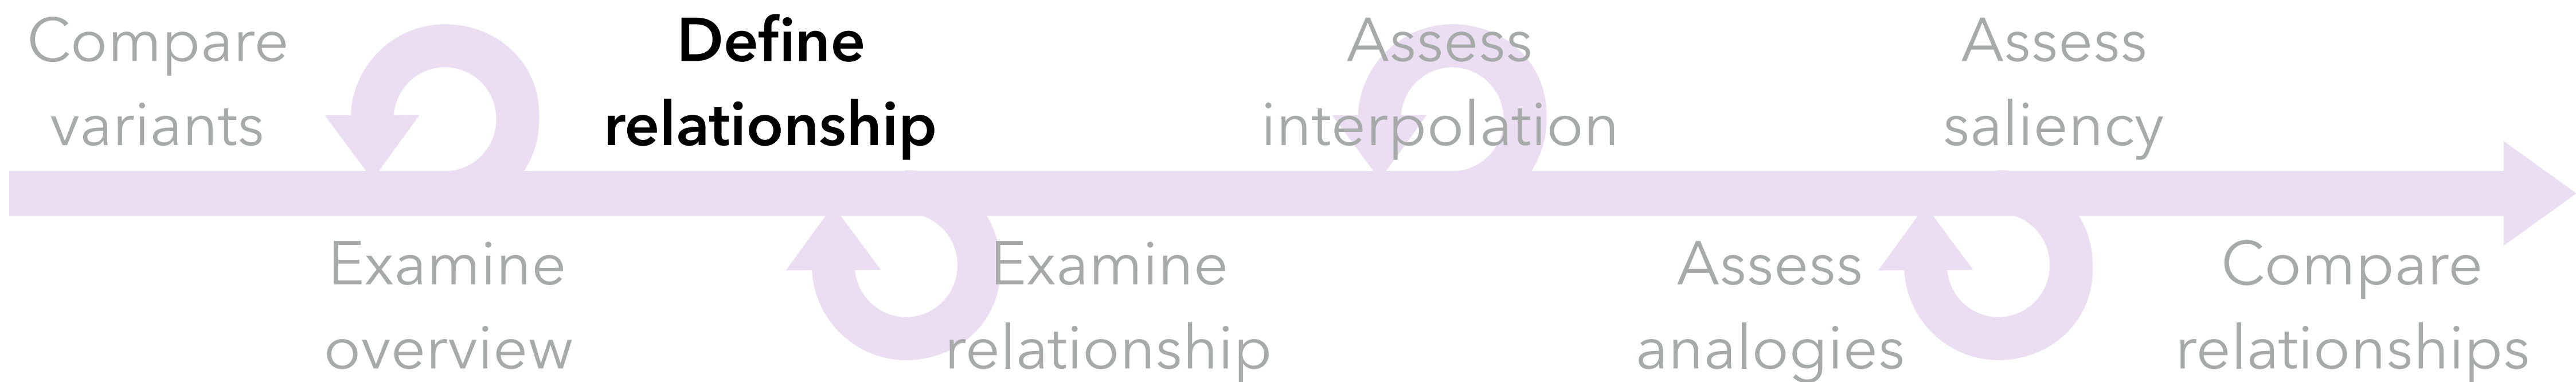 Compare
variants
Define
relationship
Assess
interpolation
Assess
saliency
Examine
overview
Examine
relationship
Assess
analogies
Compare
relationships